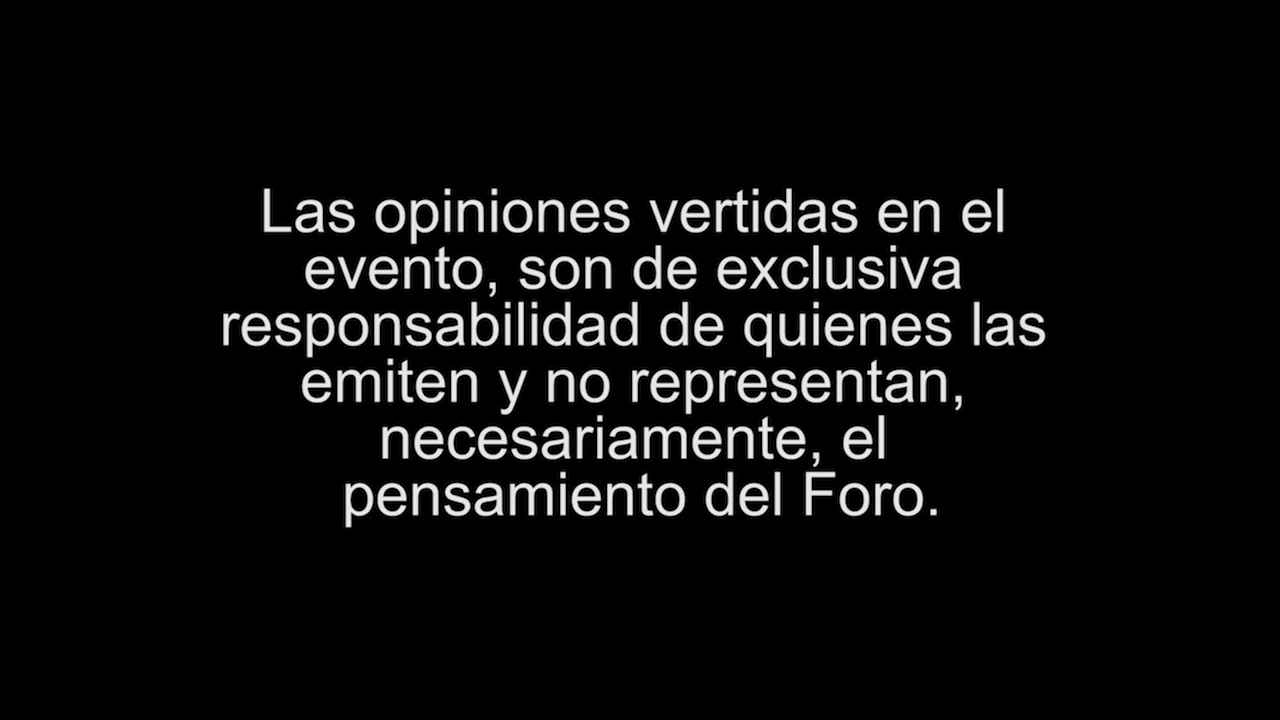 Las opiniones vertidas en el
evento, son de exclusiva
responsabilidad de quienes las
emiten y no representan,
necesariamente, el
pensamiento del Foro.